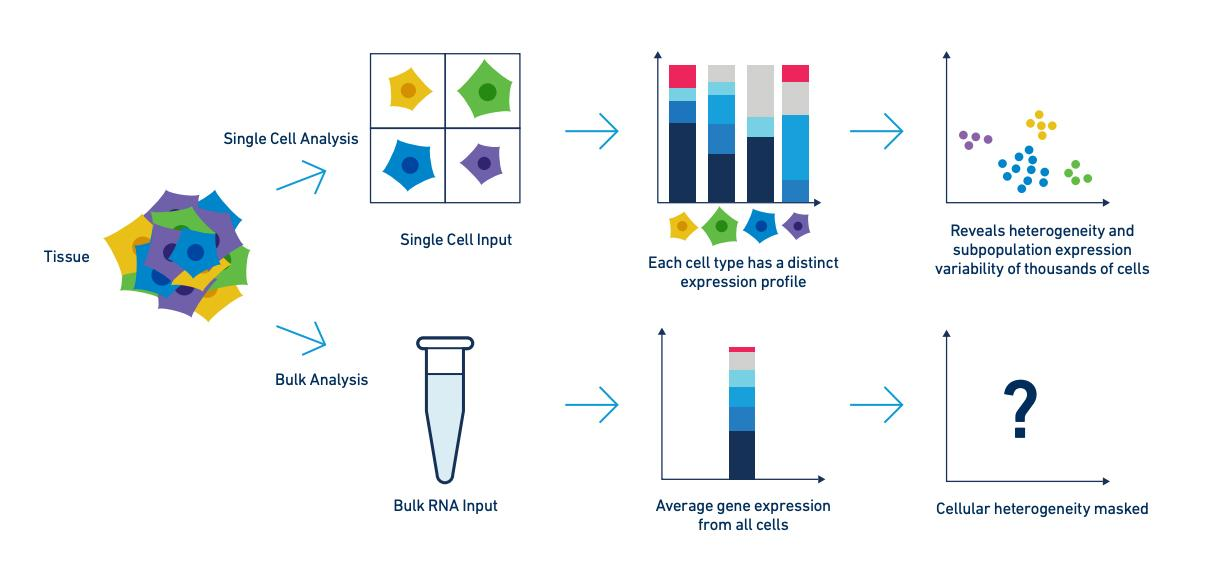 Tissue
Single Cell Analysis
Single Cell Input
Each cell type has a distinct
expression profile
Reveals heterogeneity and
subpopulation expression
variability of thousands of cells
Bulk Analysis
Bulk RNA Input
Average gene expression
from all cells
?
Cellular heterogeneity masked